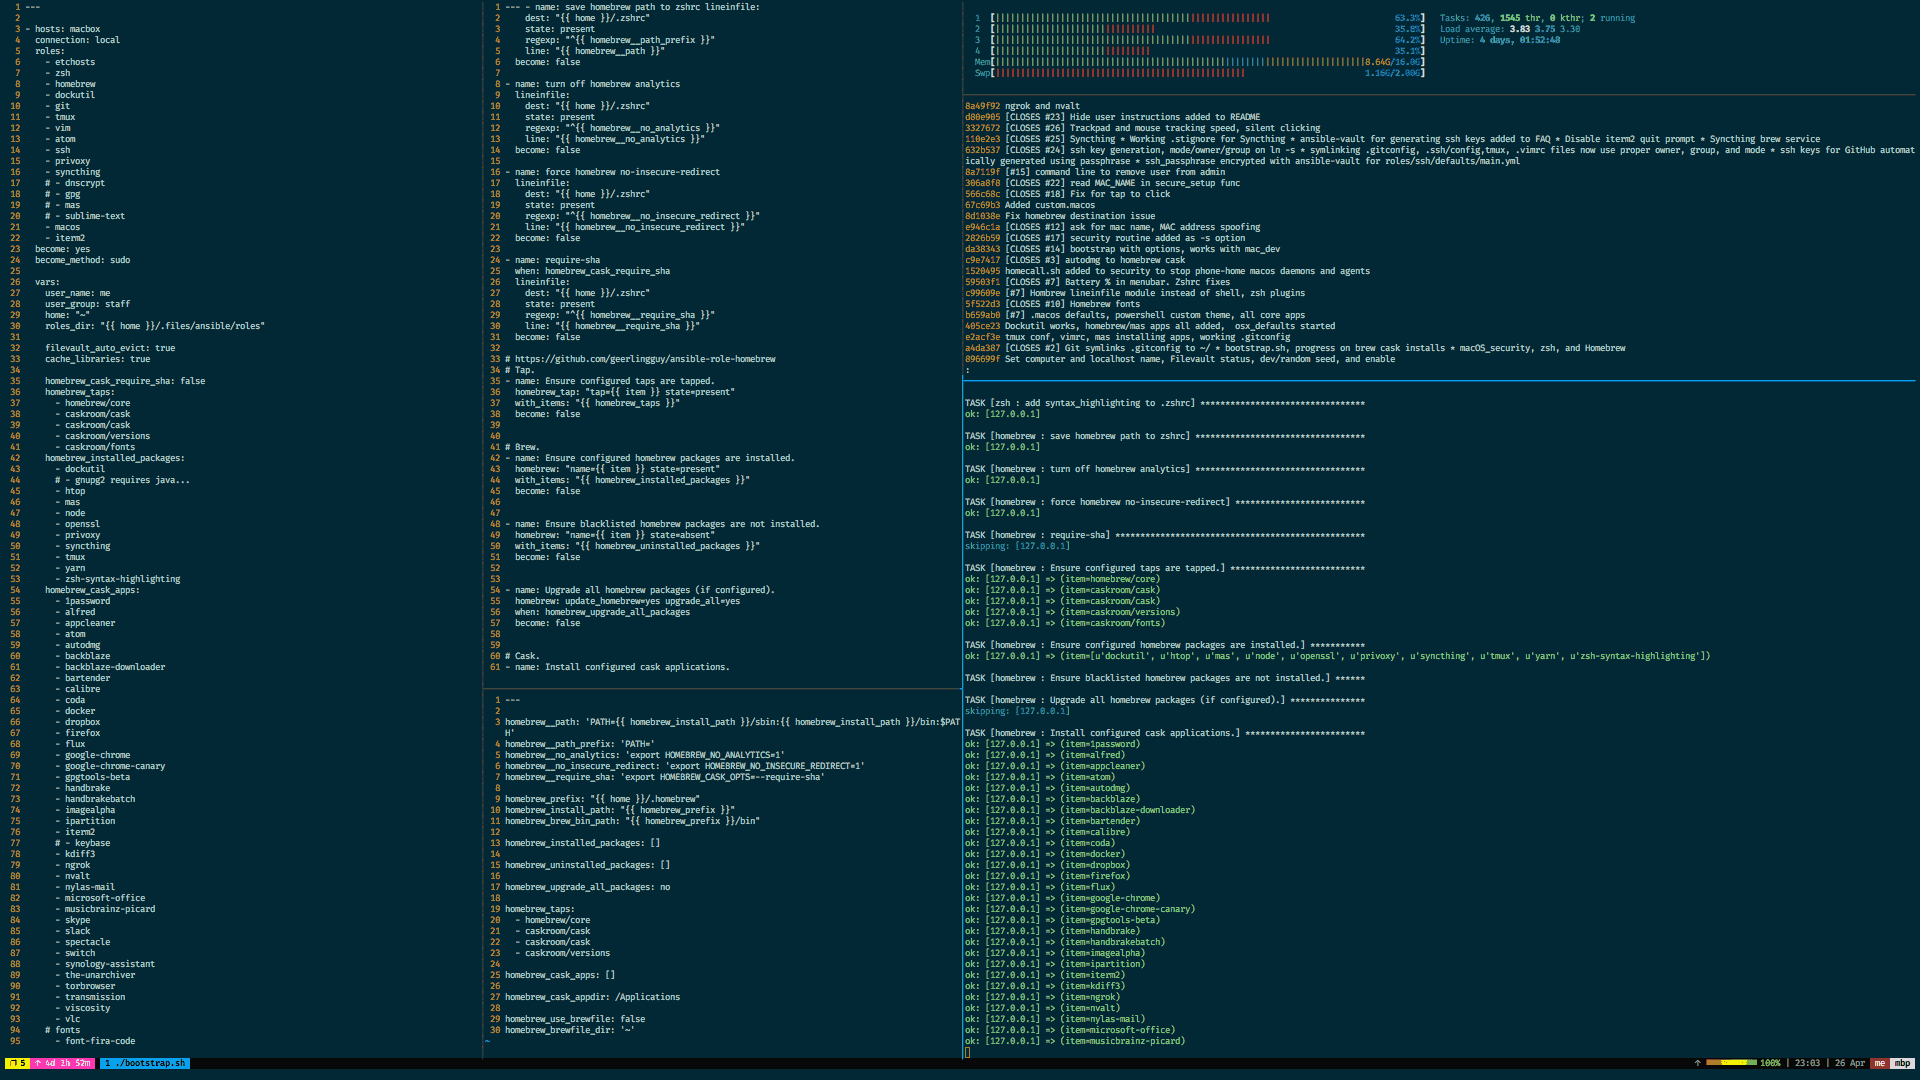 1 ---
2
3 - hosts: macbox
4 connection: local
5 roles:
6 - etchosts
7 - zsh
8 - homebrew
9 - dockutil
10 - git
11 - tmux
12 - vim
13 - atom
14 - ssh
15 - privoxy
16 - syncthing
17 # - dnscrypt
18 # - gpg
19 # - mas
20 # - sublime-text
21 - macos
22 - iterm2
23 become: yes
24 become_method: sudo
25
26 vars:
27 user_name: me
28 user_group: staff
29 home: "~"
30 roles_dir: "{{ home }}/.files/ansible/roles"
31
32 filevault_auto_evict: true
33 cache_libraries: true
34
35 homebrew_cask_require_sha: false
36 homebrew_taps:
37 - homebrew/core
38 - caskroom/cask
39 - caskroom/cask
40 - caskroom/versions
41 - caskroom/fonts
42 homebrew_installed_packages:
43 - dockutil
44 # - gnupg2 requires java...
45 - htop
46 - mas
47 - node
48 - openssl
49 - privoxy
50 - syncthing
51 - tmux
52 - yarn
53 - zsh-syntax-highlighting
54 homebrew_cask_apps:
55 - 1password
56 - alfred
57 - appcleaner
58 - atom
59 - autodmg
60 - backblaze
61 - backblaze-downloader
62 - bartender
63 - calibre
64 - coda
65 - docker
66 - dropbox
67 - firefox
68 - flux
69 - google-chrome
70 - google-chrome-canary
71 - gpgtools-beta
72 - handbrake
73 - handbrakebatch
74 - imagealpha
75 - ipartition
76 - iterm2
77 # - keybase
78 - kdiff3
79 - ngrok
80 - nvalt
81 - nylas-mail
82 - microsoft-office
83 - musicbrainz-picard
84 - skype
85 - slack
86 - spectacle
87 - switch
88 - synology-assistant
89 - the-unarchiver
90 - torbrowser
91 - transmission
92 - viscosity
93 - vlc
94 # fonts
95 - font-fira-code
1 --- - name: save homebrew path to zshrc lineinfile:
2 dest: "{{ home }}/.zshrc"
3 state: present
4 regexp: "^{{ homebrew__path_prefix }}"
5 line: "{{ homebrew__path }}"
6 become: false
7
8 - name: turn off homebrew analytics
9 lineinfile:
10 dest: "{{ home }}/.zshrc"
11 state: present
12 regexp: "^{{ homebrew__no_analytics }}"
13 line: "{{ homebrew__no_analytics }}"
14 become: false
15
16 - name: force homebrew no-insecure-redirect
17 lineinfile:
18 dest: "{{ home }}/.zshrc"
19 state: present
20 regexp: "^{{ homebrew__no_insecure_redirect }}"
21 line: "{{ homebrew__no_insecure_redirect }}"
22 become: false
23
24 - name: require-sha
25 when: homebrew_cask_require_sha
26 lineinfile:
27 dest: "{{ home }}/.zshrc"
28 state: present
29 regexp: "^{{ homebrew__require_sha }}"
30 line: "{{ homebrew__require_sha }}"
31 become: false
32
33 # https://github.com/geerlingguy/ansible-role-homebrew
34 # Tap.
35 - name: Ensure configured taps are tapped.
36 homebrew_tap: "tap={{ item }} state=present"
37 with_items: "{{ homebrew_taps }}"
38 become: false
39
40
41 # Brew.
42 - name: Ensure configured homebrew packages are installed.
43 homebrew: "name={{ item }} state=present"
44 with_items: "{{ homebrew_installed_packages }}"
45 become: false
46
47
48 - name: Ensure blacklisted homebrew packages are not installed.
49 homebrew: "name={{ item }} state=absent"
50 with_items: "{{ homebrew_uninstalled_packages }}"
51 become: false
52
53
54 - name: Upgrade all homebrew packages (if configured).
55 homebrew: update_homebrew=yes upgrade_all=yes
56 when: homebrew_upgrade_all_packages
57 become: false
58
59
60 # Cask.
61 - name: Install configured cask applications.
1 ---
2
3 homebrew__path: 'PATH={{ homebrew_install_path }}/sbin:{{ homebrew_install_path }}/bin:$PAT
H'
4 homebrew__path_prefix: 'PATH='
5 homebrew__no_analytics: 'export HOMEBREW_NO_ANALYTICS=1'
6 homebrew__no_insecure_redirect: 'export HOMEBREW_NO_INSECURE_REDIRECT=1'
7 homebrew__require_sha: 'export HOMEBREW_CASK_OPTS=--require-sha'
8
9 homebrew_prefix: "{{ home }}/.homebrew"
10 homebrew_install_path: "{{ homebrew_prefix }}"
11 homebrew_brew_bin_path: "{{ homebrew_prefix }}/bin"
12
13 homebrew_installed_packages: []
14
15 homebrew_uninstalled_packages: []
16
17 homebrew_upgrade_all_packages: no
18
19 homebrew_taps:
20 - homebrew/core
21 - caskroom/cask
22 - caskroom/cask
23 - caskroom/versions
24
25 homebrew_cask_apps: []
26
27 homebrew_cask_appdir: /Applications
28
29 homebrew_use_brewfile: false
30 homebrew_brewfile_dir: '~'
~
1 [ 63.3%] Tasks: 426, 1545 thr, 0 kthr; 2 running
2 [ 35.8%] Load average: 3.83 3.75 3.30
3 [ 64.2%] Uptime: 4 days, 01:52:48
4 [ 35.1%]
Mem[ 8.64G/16.0G]
Swp[ 1.16G/2.00G]
8a49f92 ngrok and nvalt
d80e905 [CLOSES #23] Hide user instructions added to README
3327672 [CLOSES #26] Trackpad and mouse tracking speed, silent clicking
110e2e3 [CLOSES #25] Syncthing * Working .stignore for Syncthing * ansible-vault for generating ssh keys added to FAQ * Disable iterm2 quit prompt * Syncthing brew service
632b537 [CLOSES #24] ssh key generation, mode/owner/group on ln -s * symlinking .gitconfig, .ssh/config,tmux, .vimrc files now use proper owner, group, and mode * ssh keys for GitHub automat
ically generated using passphrase * ssh_passphrase encrypted with ansible-vault for roles/ssh/defaults/main.yml
8a7119f [#15] command line to remove user from admin
306a8f8 [CLOSES #22] read MAC_NAME in secure_setup func
566c68c [CLOSES #18] Fix for tap to click
67c69b3 Added custom.macos
8d1038e Fix homebrew destination issue
e946c1a [CLOSES #12] ask for mac name, MAC address spoofing
2826b59 [CLOSES #17] security routine added as -s option
da38343 [CLOSES #14] bootstrap with options, works with mac_dev
c9e7417 [CLOSES #3] autodmg to homebrew cask
1520495 homecall.sh added to security to stop phone-home macos daemons and agents
59503f1 [CLOSES #7] Battery % in menubar. Zshrc fixes
c99609e [#7] Hombrew lineinfile module instead of shell, zsh plugins
5f522d3 [CLOSES #10] Homebrew fonts
b659ab0 [#7] .macos defaults, powershell custom theme, all core apps
405ce23 Dockutil works, homebrew/mas apps all added, osx_defaults started
e2acf3e tmux conf, vimrc, mas installing apps, working .gitconfig
a4da387 [CLOSES #2] Git symlinks .gitconfig to ~/ * bootstrap.sh, progress on brew cask installs * macOS_security, zsh, and Homebrew
896699f Set computer and localhost name, Filevault status, dev/random seed, and enable
:
TASK [zsh : add syntax_highlighting to .zshrc] *********************************
ok: [127.0.0.1]
TASK [homebrew : save homebrew path to zshrc] **********************************
ok: [127.0.0.1]
TASK [homebrew : turn off homebrew analytics] **********************************
ok: [127.0.0.1]
TASK [homebrew : force homebrew no-insecure-redirect] **************************
ok: [127.0.0.1]
TASK [homebrew : require-sha] **************************************************
skipping: [127.0.0.1]
TASK [homebrew : Ensure configured taps are tapped.] ***************************
ok: [127.0.0.1] => (item=homebrew/core)
ok: [127.0.0.1] => (item=caskroom/cask)
ok: [127.0.0.1] => (item=caskroom/cask)
ok: [127.0.0.1] => (item=caskroom/versions)
ok: [127.0.0.1] => (item=caskroom/fonts)
TASK [homebrew : Ensure configured homebrew packages are installed.] ***********
ok: [127.0.0.1] => (item=[u'dockutil', u'htop', u'mas', u'node', u'openssl', u'privoxy', u'syncthing', u'tmux', u'yarn', u'zsh-syntax-highlighting'])
TASK [homebrew : Ensure blacklisted homebrew packages are not installed.] ******
TASK [homebrew : Upgrade all homebrew packages (if configured).] ***************
skipping: [127.0.0.1]
TASK [homebrew : Install configured cask applications.] ************************
ok: [127.0.0.1] => (item=1password)
ok: [127.0.0.1] => (item=alfred)
ok: [127.0.0.1] => (item=appcleaner)
ok: [127.0.0.1] => (item=atom)
ok: [127.0.0.1] => (item=autodmg)
ok: [127.0.0.1] => (item=backblaze)
ok: [127.0.0.1] => (item=backblaze-downloader)
ok: [127.0.0.1] => (item=bartender)
ok: [127.0.0.1] => (item=calibre)
ok: [127.0.0.1] => (item=coda)
ok: [127.0.0.1] => (item=docker)
ok: [127.0.0.1] => (item=dropbox)
ok: [127.0.0.1] => (item=firefox)
ok: [127.0.0.1] => (item=flux)
ok: [127.0.0.1] => (item=google-chrome)
ok: [127.0.0.1] => (item=google-chrome-canary)
ok: [127.0.0.1] => (item=gpgtools-beta)
ok: [127.0.0.1] => (item=handbrake)
ok: [127.0.0.1] => (item=handbrakebatch)
ok: [127.0.0.1] => (item=imagealpha)
ok: [127.0.0.1] => (item=ipartition)
ok: [127.0.0.1] => (item=iterm2)
ok: [127.0.0.1] => (item=kdiff3)
ok: [127.0.0.1] => (item=ngrok)
ok: [127.0.0.1] => (item=nvalt)
ok: [127.0.0.1] => (item=nylas-mail)
ok: [127.0.0.1] => (item=microsoft-office)
ok: [127.0.0.1] => (item=musicbrainz-picard)
❐ 5 ↑ 4d 1h 52m 1 ./bootstrap.sh ↑ 100% | 23:03 | 26 Apr me mbp